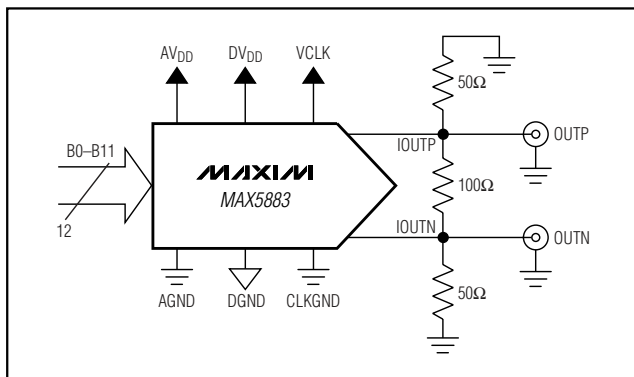 AVDD DVDD VCLK
50Ω
IOUTP OUTP
B0–B11
MAXIM
MAX5883
100Ω
IOUTN OUTN
12
50Ω
AGND DGND CLKGND